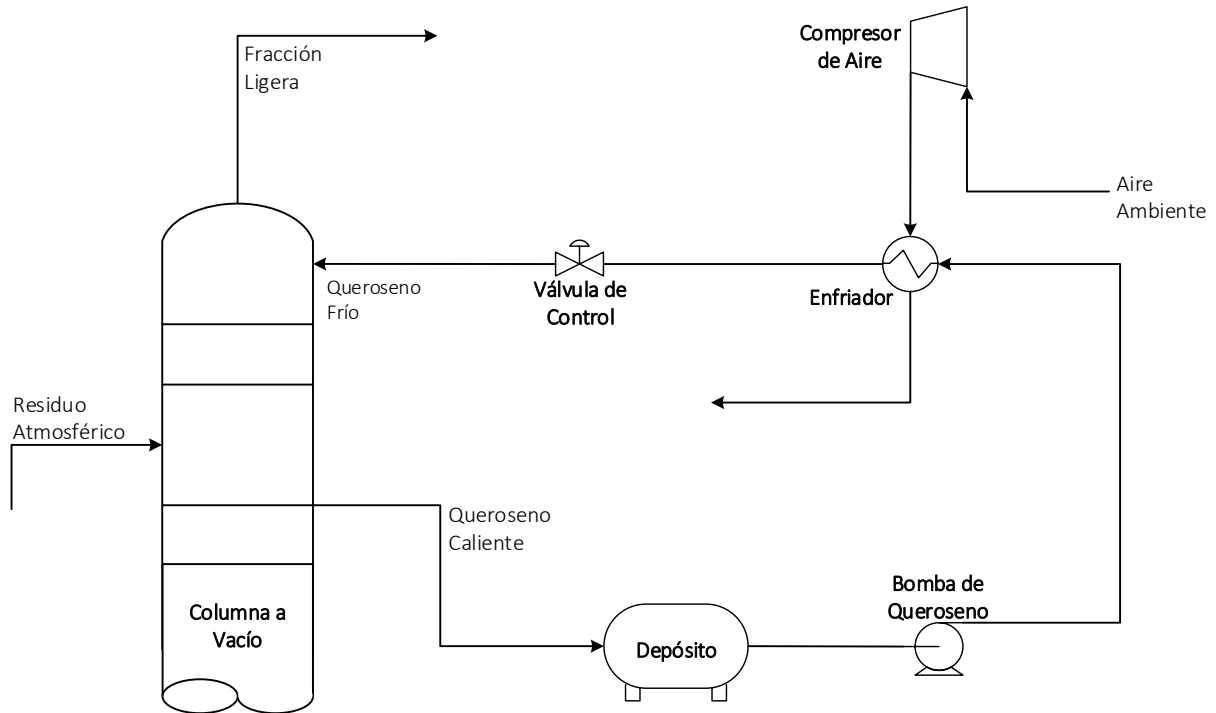 Fracción
Ligera
Compresor
de Aire
Aire
Ambiente
Queroseno
Frío
Válvula de
Control
Enfriador
Residuo
Atmosférico
Queroseno
Caliente
Columna a
Vacío
Depósito
Bomba de
Queroseno